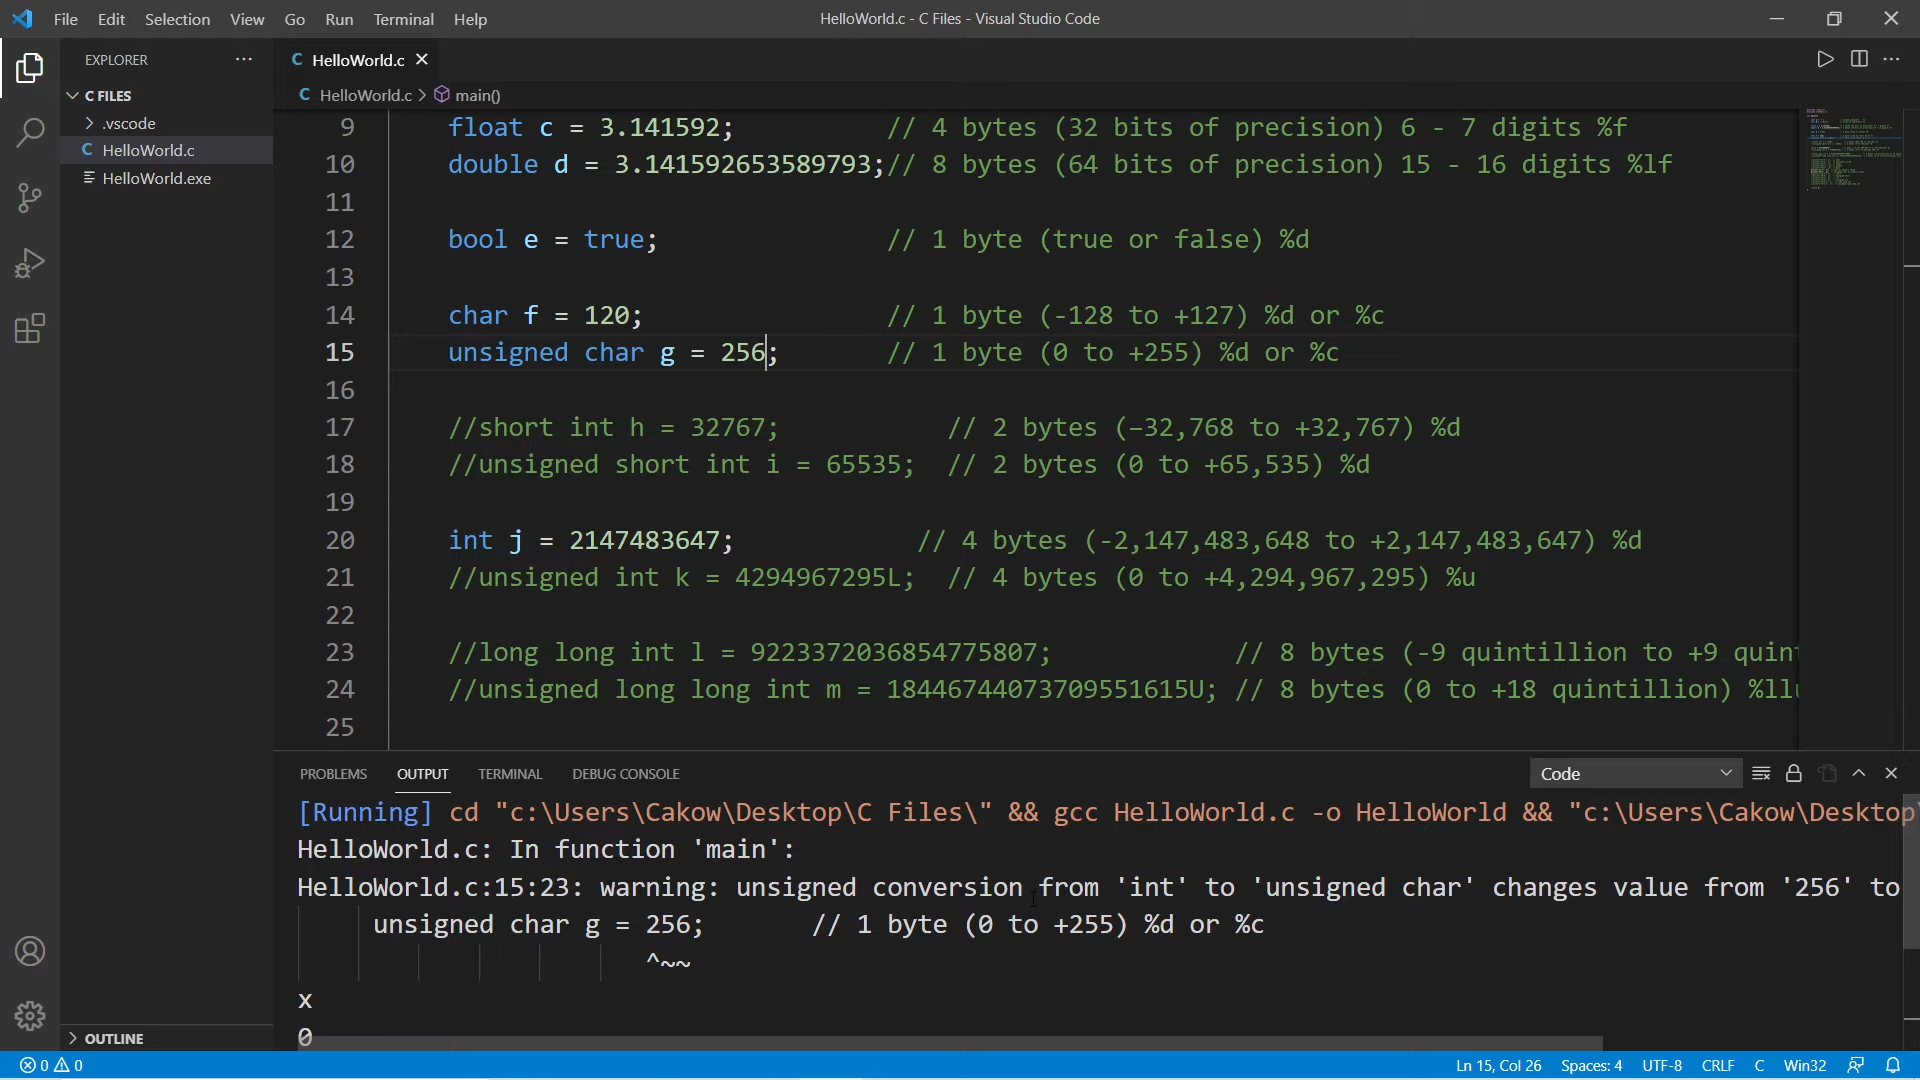 File Edit Selection View Go Run Terminal Help
HelloWorld.c - C Files - Visual Studio Code
EXPLORER
C FILES
.vscode
C HelloWorld.c
HelloWorld.exe
OUTLINE
C HelloWorld.c
C HelloWorld.c > main()
9 float c = 3.141592; // 4 bytes (32 bits of precision) 6 - 7 digits %f
10 double d = 3.141592653589793;// 8 bytes (64 bits of precision) 15 - 16 digits %lf
11
12 bool e = true; // 1 byte (true or false) %d
13
14 char f = 120; // 1 byte (-128 to +127) %d or %c
15 unsigned char g = 256; // 1 byte (0 to +255) %d or %c
16
17 //short int h = 32767; // 2 bytes (−32,768 to +32,767) %d
18 //unsigned short int i = 65535; // 2 bytes (0 to +65,535) %d
19
20 int j = 2147483647; // 4 bytes (-2,147,483,648 to +2,147,483,647) %d
21 //unsigned int k = 4294967295L; // 4 bytes (0 to +4,294,967,295) %u
22
23 //long long int l = 9223372036854775807; // 8 bytes (-9 quintillion to +9 quin
24 //unsigned long long int m = 18446744073709551615U; // 8 bytes (0 to +18 quintillion) %llu
25
PROBLEMS OUTPUT TERMINAL DEBUG CONSOLE
Code
[Running] cd "c:\Users\Cakow\Desktop\C Files\" && gcc HelloWorld.c -o HelloWorld && "c:\Users\Cakow\Desktop
HelloWorld.c: In function 'main':
HelloWorld.c:15:23: warning: unsigned conversion from 'int' to 'unsigned char' changes value from '256' to
unsigned char g = 256; // 1 byte (0 to +255) %d or %c
^~~
x
0
0 0
Ln 15, Col 26 Spaces: 4 UTF-8 CRLF C Win32